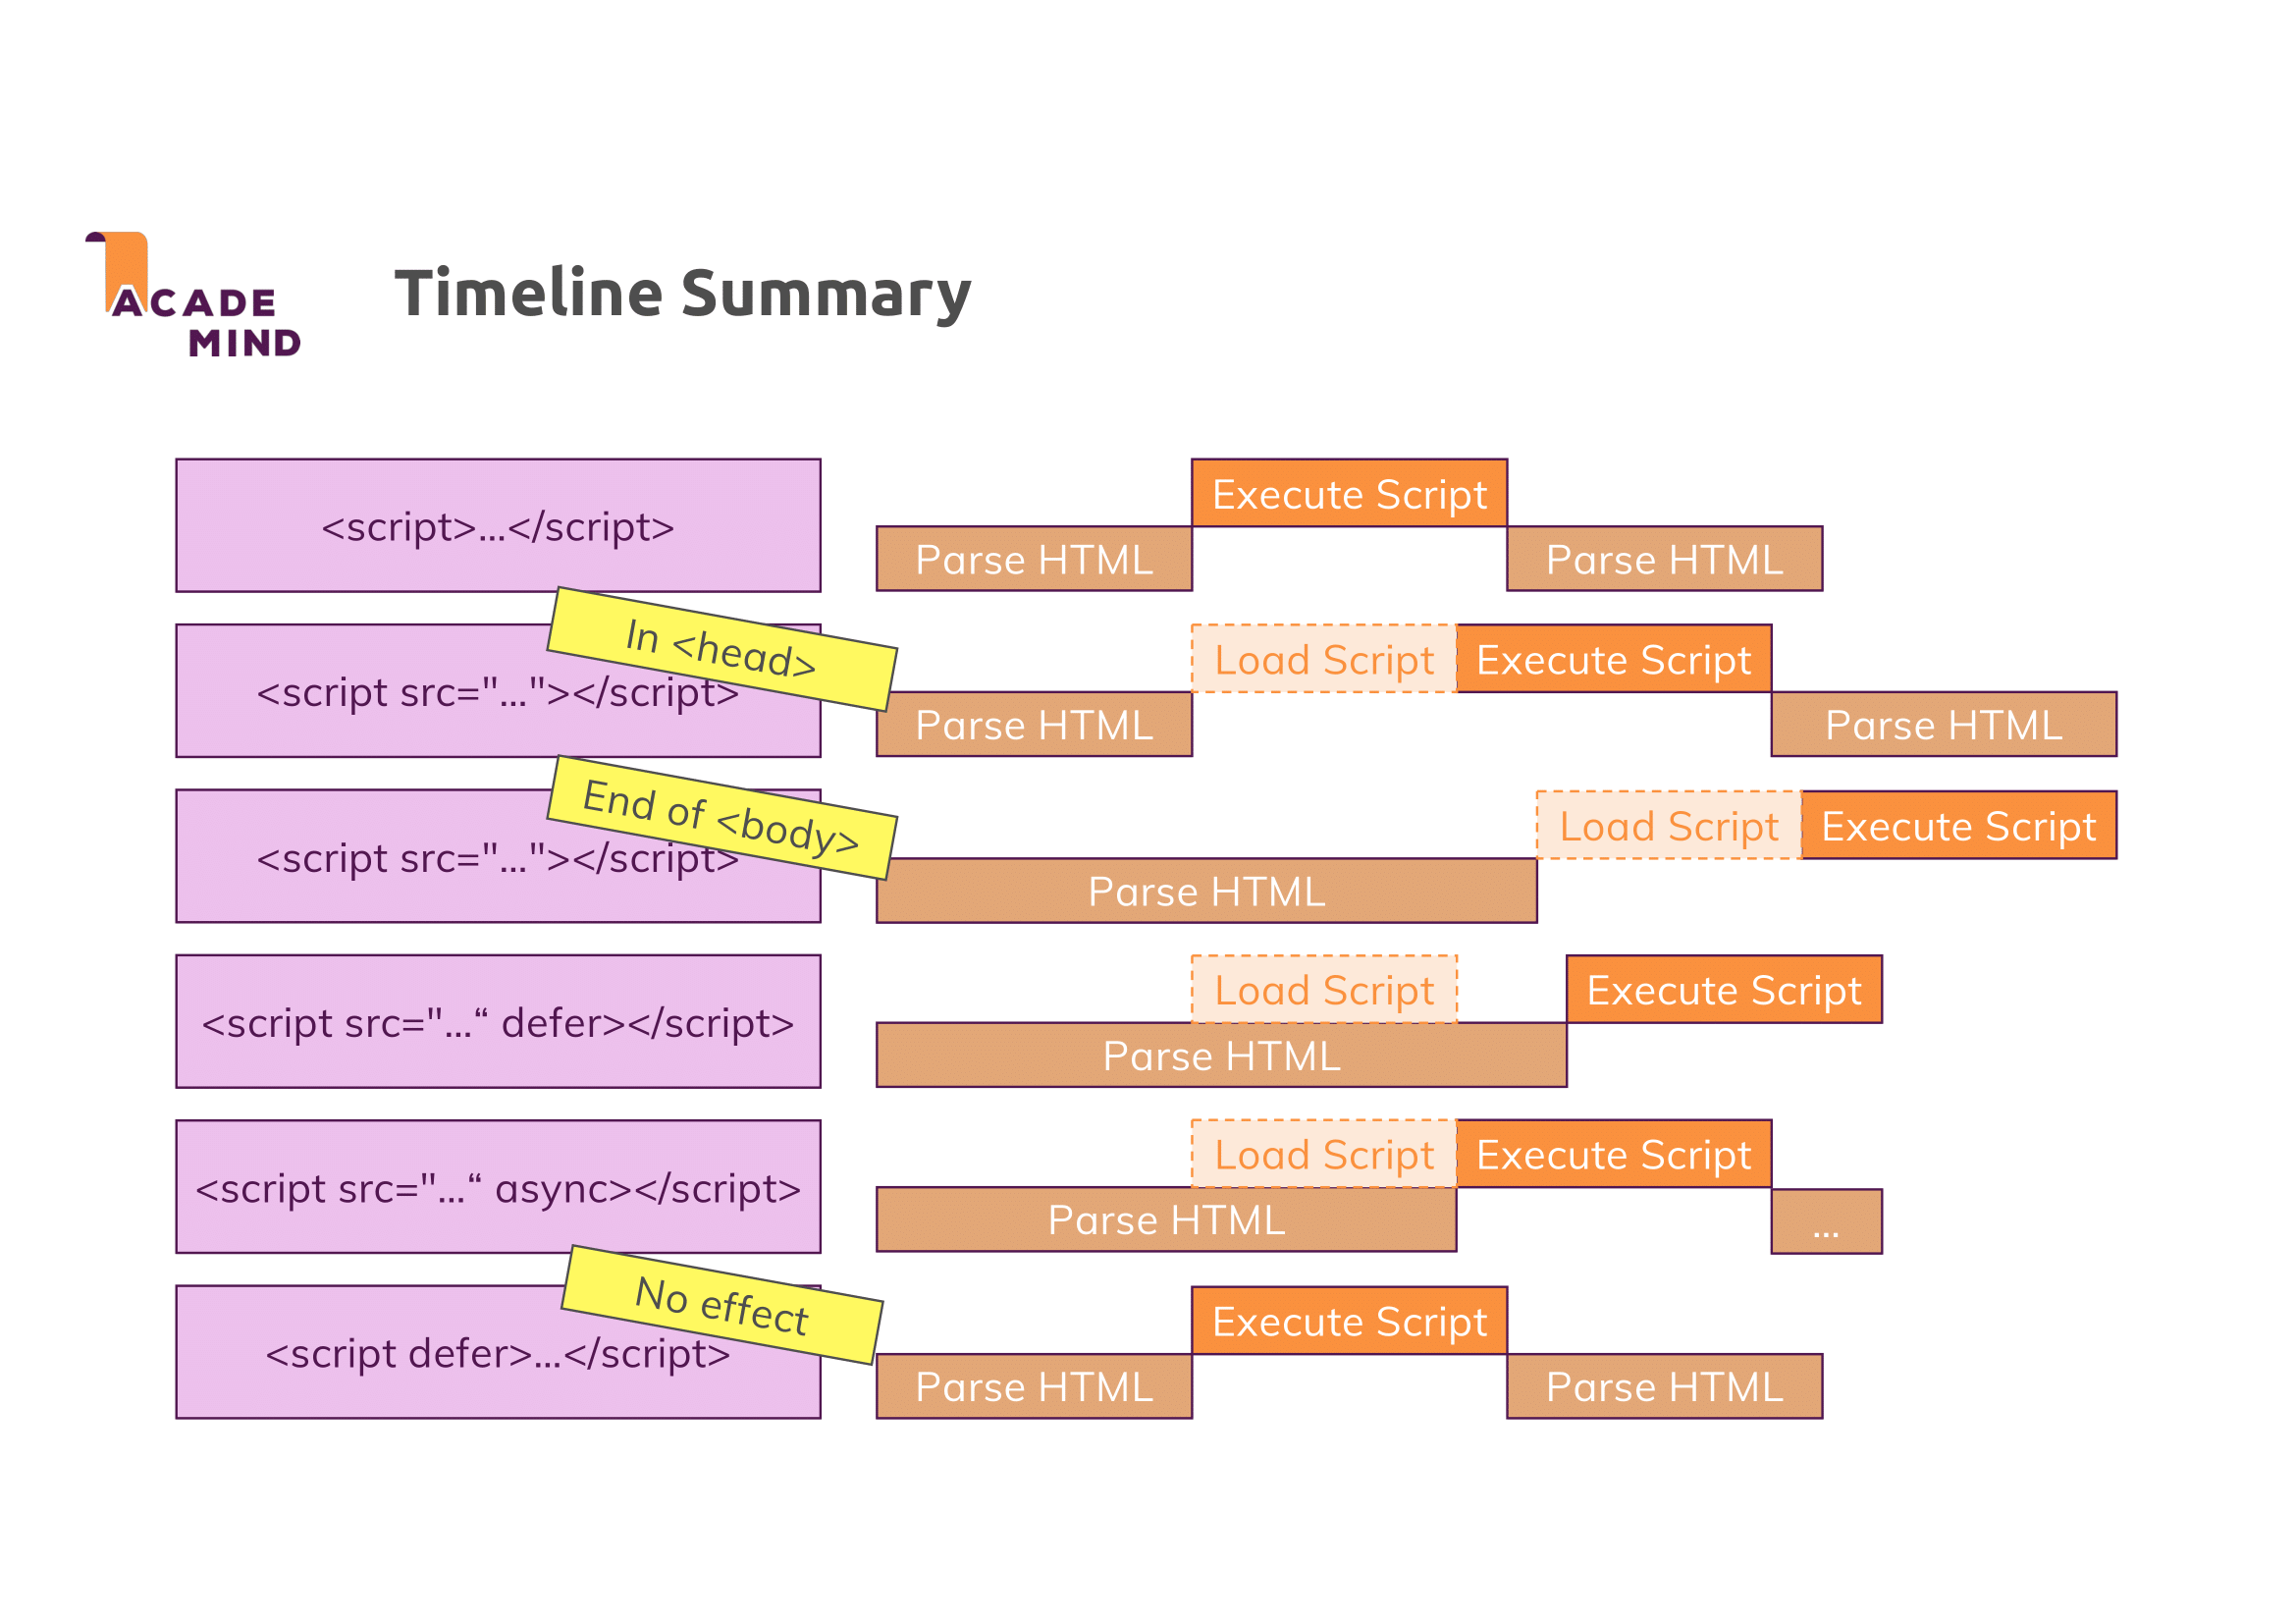 ACADE
MIND
Timeline Summary
<script>...</script>
Execute Script
Parse HTML
Parse HTML
In <head>
<script src="..."></script>
Load Script
Execute Script
Parse HTML
Parse HTML
End of <body>
<script src="..."></script>
Load Script
Execute Script
Parse HTML
<script src="...“ defer></script>
Load Script
Execute Script
Parse HTML
<script src="...“ async></script>
Load Script
Execute Script
Parse HTML
...
No effect
<script defer>...</script>
Execute Script
Parse HTML
Parse HTML